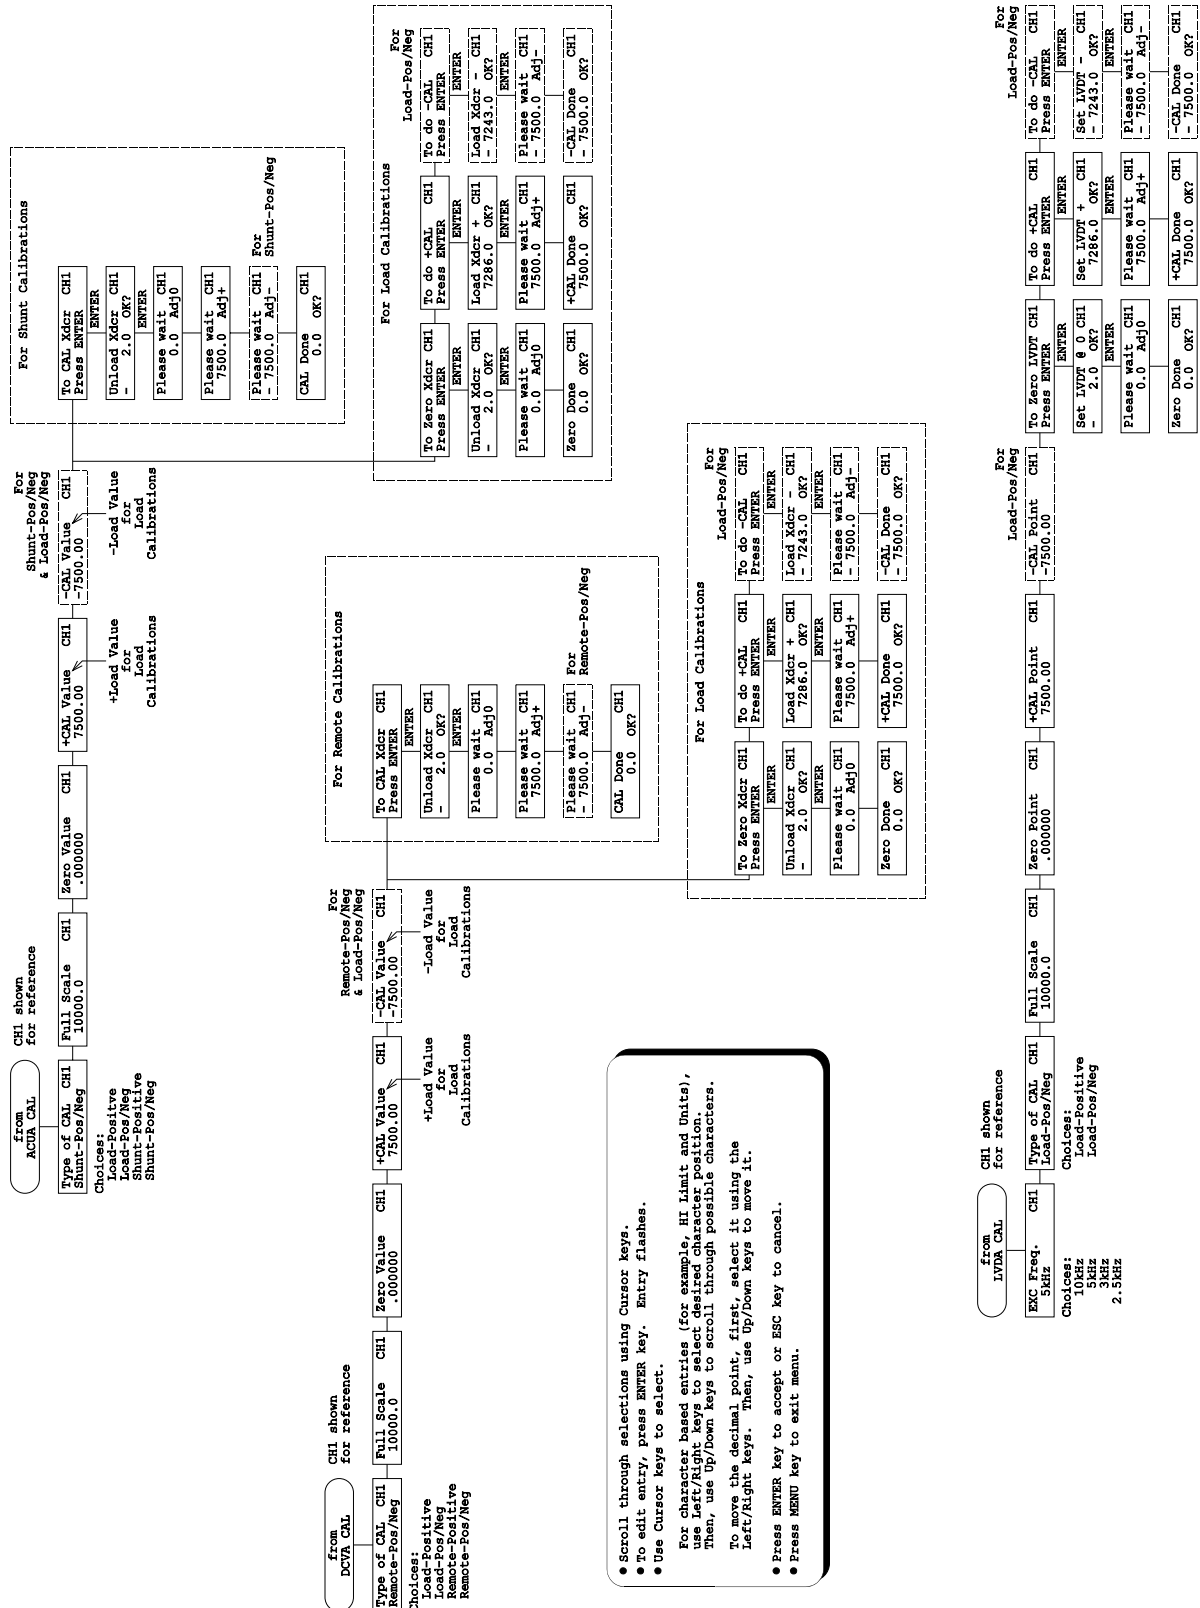 from
ACUA CAL
CH1 shown
for reference
Type of CAL CH1
Shunt-Pos/Neg
Choices:
Load-Positve
Load-Pos/Neg
Shunt-Positive
Shunt-Pos/Neg
Full Scale CH1
10000.0
Zero Value CH1
.000000
+CAL Value CH1
7500.00
+Load Value
for
Load
Calibrations
For
Shunt-Pos/Neg
& Load-Pos/Neg
-CAL Value CH1
-7500.00
-Load Value
for
Load
Calibrations
For Shunt Calibrations
To CAL Xdcr CH1
Press ENTER
ENTER
Unload Xdcr CH1
- 2.0 OK?
ENTER
Please wait CH1
0.0 Adj0
Please wait CH1
7500.0 Adj+
For
Shunt-Pos/Neg
Please wait CH1
- 7500.0 Adj-
CAL Done CH1
0.0 OK?
For Load Calibrations
To Zero Xdcr CH1
Press ENTER
ENTER
Unload Xdcr CH1
- 2.0 OK?
ENTER
Please wait CH1
0.0 Adj0
Zero Done CH1
0.0 OK?
To do +CAL CH1
Press ENTER
ENTER
Load Xdcr + CH1
7286.0 OK?
ENTER
Please wait CH1
7500.0 Adj+
+CAL Done CH1
7500.0 OK?
For
Load-Pos/Neg
To do -CAL CH1
Press ENTER
ENTER
Load Xdcr - CH1
- 7243.0 OK?
ENTER
Please wait CH1
- 7500.0 Adj-
-CAL Done CH1
- 7500.0 OK?
from
DCVA CAL
CH1 shown
for reference
Type of CAL CH1
Remote-Pos/Neg
Choices:
Load-Positive
Load-Pos/Neg
Remote-Positive
Remote-Pos/Neg
Full Scale CH1
10000.0
Zero Value CH1
.000000
+CAL Value CH1
7500.00
+Load Value
for
Load
Calibrations
For
Remote-Pos/Neg
& Load-Pos/Neg
-CAL Value CH1
-7500.00
-Load Value
for
Load
Calibrations
For Remote Calibrations
To CAL Xdcr CH1
Press ENTER
ENTER
Unload Xdcr CH1
- 2.0 OK?
ENTER
Please wait CH1
0.0 Adj0
Please wait CH1
7500.0 Adj+
For
Remote-Pos/Neg
Please wait CH1
- 7500.0 Adj-
CAL Done CH1
0.0 OK?
For Load Calibrations
To Zero Xdcr CH1
Press ENTER
ENTER
Unload Xdcr CH1
- 2.0 OK?
ENTER
Please wait CH1
0.0 Adj0
Zero Done CH1
0.0 OK?
To do +CAL CH1
Press ENTER
ENTER
Load Xdcr + CH1
7286.0 OK?
ENTER
Please wait CH1
7500.0 Adj+
+CAL Done CH1
7500.0 OK?
For
Load-Pos/Neg
To do -CAL CH1
Press ENTER
ENTER
Load Xdcr - CH1
- 7243.0 OK?
ENTER
Please wait CH1
- 7500.0 Adj-
-CAL Done CH1
- 7500.0 OK?
● Scroll through selections using Cursor keys.
● To edit entry, press ENTER key. Entry flashes.
● Use Cursor keys to select.
For character based entries (for example, HI Limit and Units),
use Left/Right keys to select desired character position.
Then, use Up/Down keys to scroll through possible characters.
To move the decimal point, first, select it using the
Left/Right keys. Then, use Up/Down keys to move it.
● Press ENTER key to accept or ESC key to cancel.
● Press MENU key to exit menu.
from
LVDA CAL
CH1 shown
for reference
EXC Freq. CH1
5kHz
Choices:
10kHz
5kHz
3kHz
2.5kHz
Type of CAL CH1
Load-Pos/Neg
Choices:
Load-Positive
Load-Pos/Neg
Full Scale CH1
10000.0
Zero Point CH1
.000000
+CAL Point CH1
7500.00
For
Load-Pos/Neg
-CAL Point CH1
-7500.00
To Zero LVDT CH1
Press ENTER
ENTER
Set LVDT @ 0 CH1
- 2.0 OK?
ENTER
Please wait CH1
0.0 Adj0
Zero Done CH1
0.0 OK?
To do +CAL CH1
Press ENTER
ENTER
Set LVDT + CH1
7286.0 OK?
ENTER
Please wait CH1
7500.0 Adj+
+CAL Done CH1
7500.0 OK?
For
Load-Pos/Neg
To do -CAL CH1
Press ENTER
ENTER
Set LVDT - CH1
- 7243.0 OK?
ENTER
Please wait CH1
- 7500.0 Adj-
-CAL Done CH1
- 7500.0 OK?